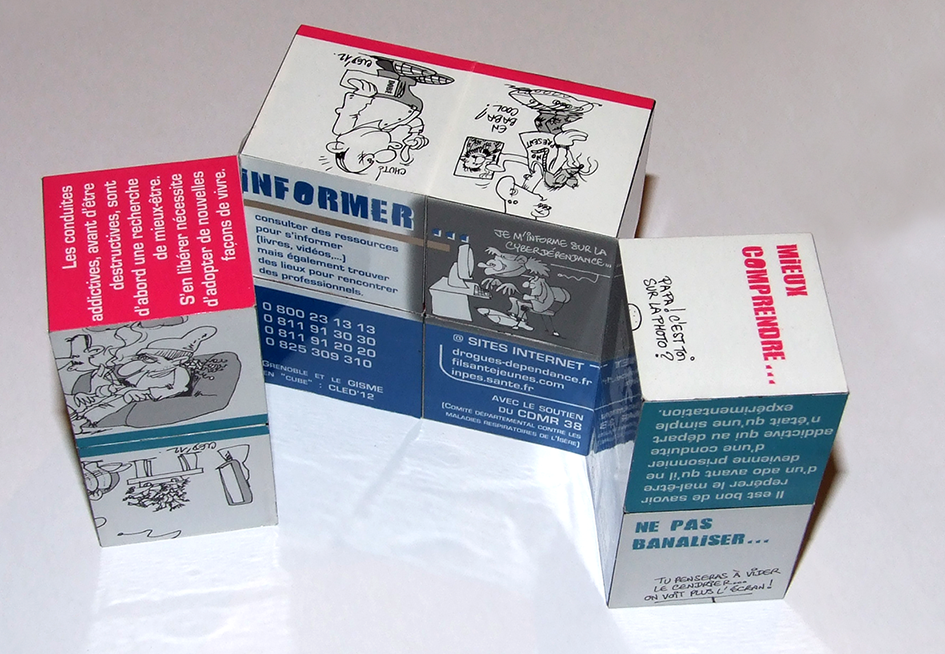 Les conduites
addictives, avant d'être
destructives, sont
d'abord une recherche
de mieux-être.
S'en libérer nécessite
d'adopter de nouvelles
façons de vivre.
CLED'12.
CHUT!
EN
BABA
COOL!
RESEAT
INFORMER...
consulter des ressources
pour s'informer
(livres, vidéos,...)
mais également trouver
des lieux pour rencontrer
des professionnels.
0 800 23 13 13
0 811 91 30 30
0 811 91 20 20
0 825 309 310
GRENOBLE ET LE GISME
EN "CUBE" : CLED'12
JE M'INFORME SUR LA
CYBERDÉPENDANCE...
@ SITES INTERNET
drogues-dependance.fr
filsantejeunes.com
inpes.sante.fr
AVEC LE SOUTIEN
DU CDMR 38
(COMITÉ DÉPARTEMENTAL CONTRE LES
MALADIES RESPIRATOIRES DE L'ISÈRE)
MIEUX
COMPRENDRE...
PAPA! C'EST TOI
SUR LA PHOTO?
Il est bon de savoir
repérer le mal-être
d'un ado avant qu'il ne
devienne prisonnier
d'une conduite
addictive qui au départ
n'était qu'une simple
expérimentation.
NE PAS
BANALISER...
TU PENSERAS À VIDER
LE CENDRIER....
ON VOIT PLUS L'ÉCRAN!
CLED'12.